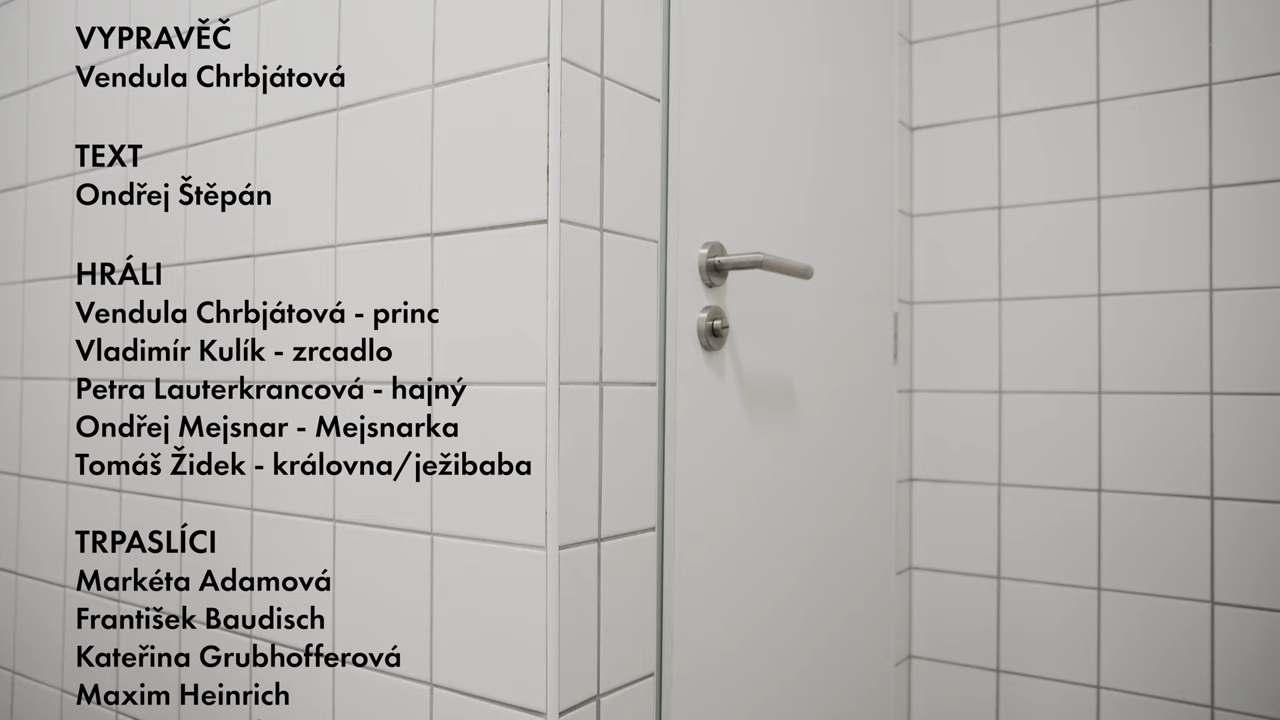 VYPRAVĚČ
Vendula Chrbjátová
TEXT
Ondřej Štěpán
HRÁLI
Vendula Chrbjátová - princ
Vladimír Kulík - zrcadlo
Petra Lauterkrancová - hajný
Ondřej Mejsnar - Mejsnarka
Tomáš Židek - královna/ježibaba
TRPASLÍCI
Markéta Adamová
František Baudisch
Kateřina Grubhofferová
Maxim Heinrich